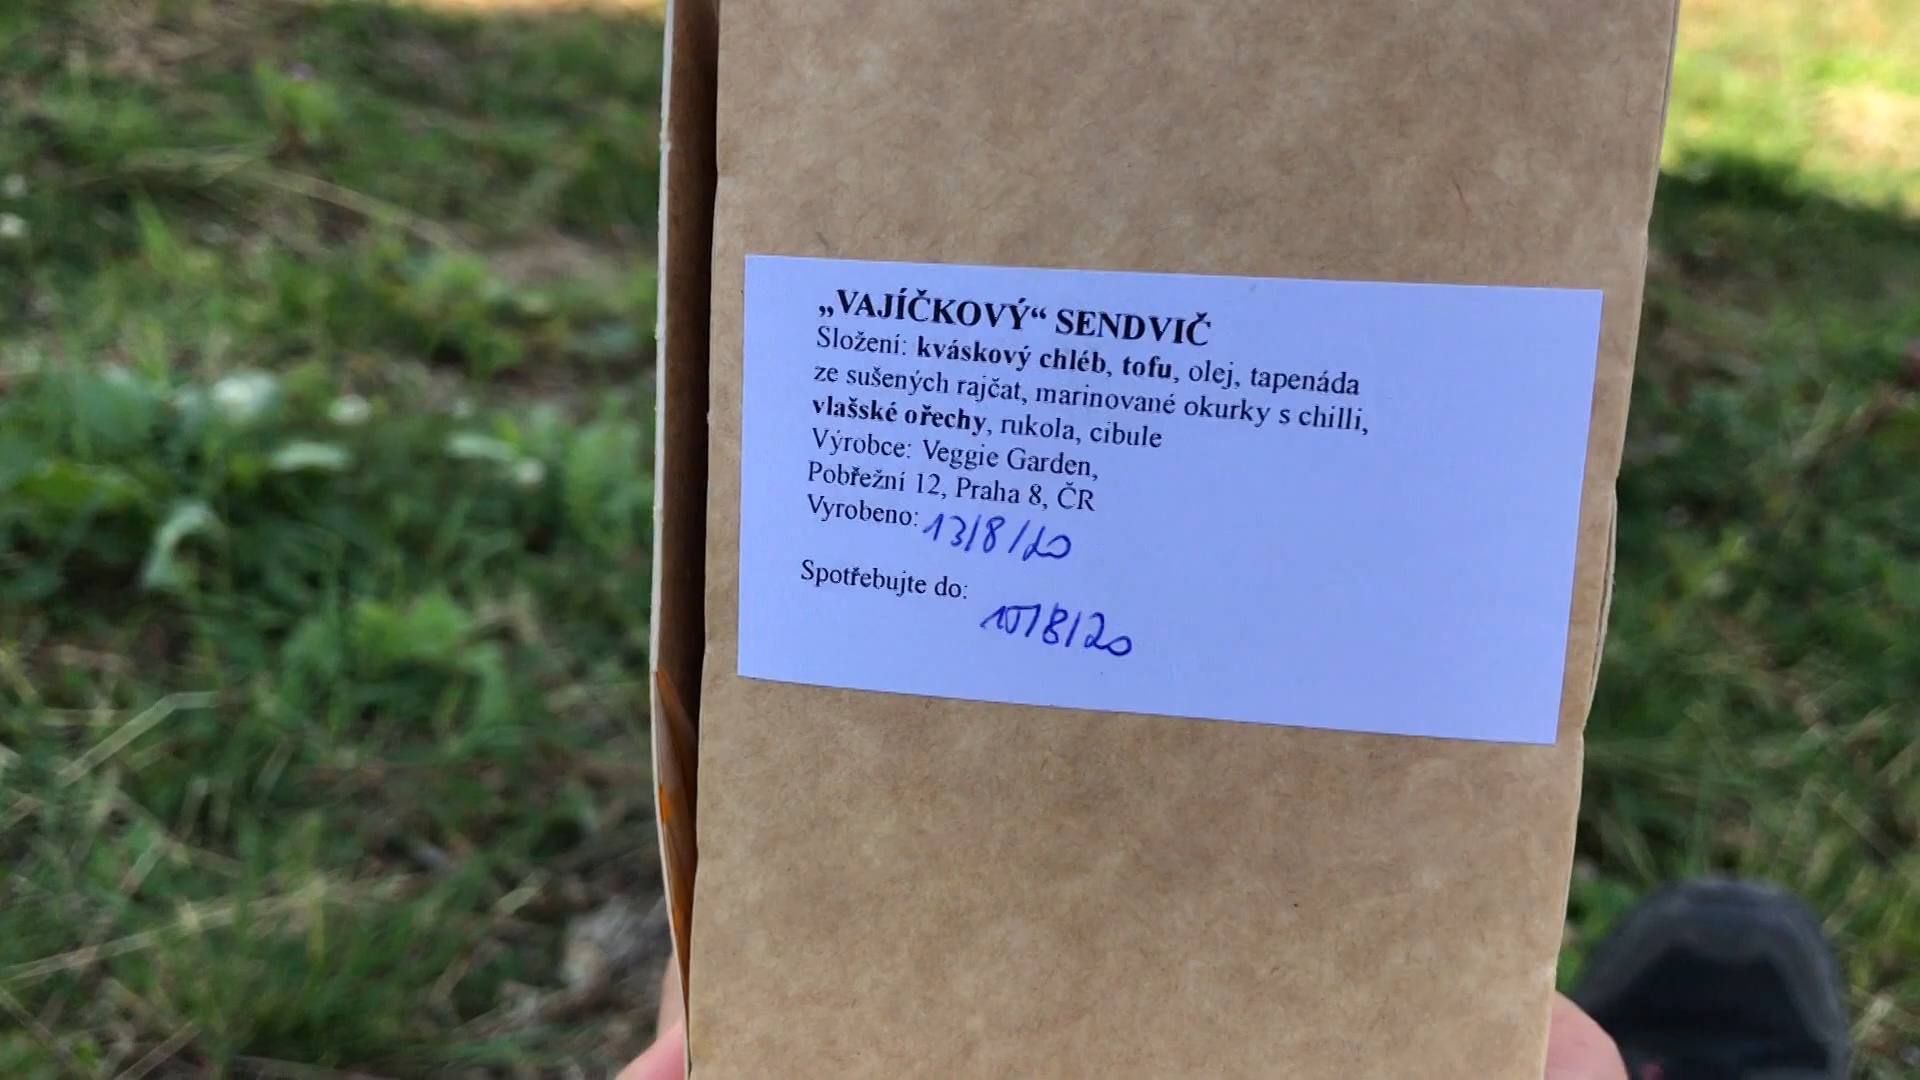 „VAJÍČKOVÝ“ SENDVIČ
Složení: kváskový chléb, tofu, olej, tapenáda
ze sušených rajčat, marinované okurky s chilli,
vlašské ořechy, rukola, cibule
Výrobce: Veggie Garden,
Pobřežní 12, Praha 8, ČR
Vyrobeno: 13/8/20
Spotřebujte do:
15/8/20